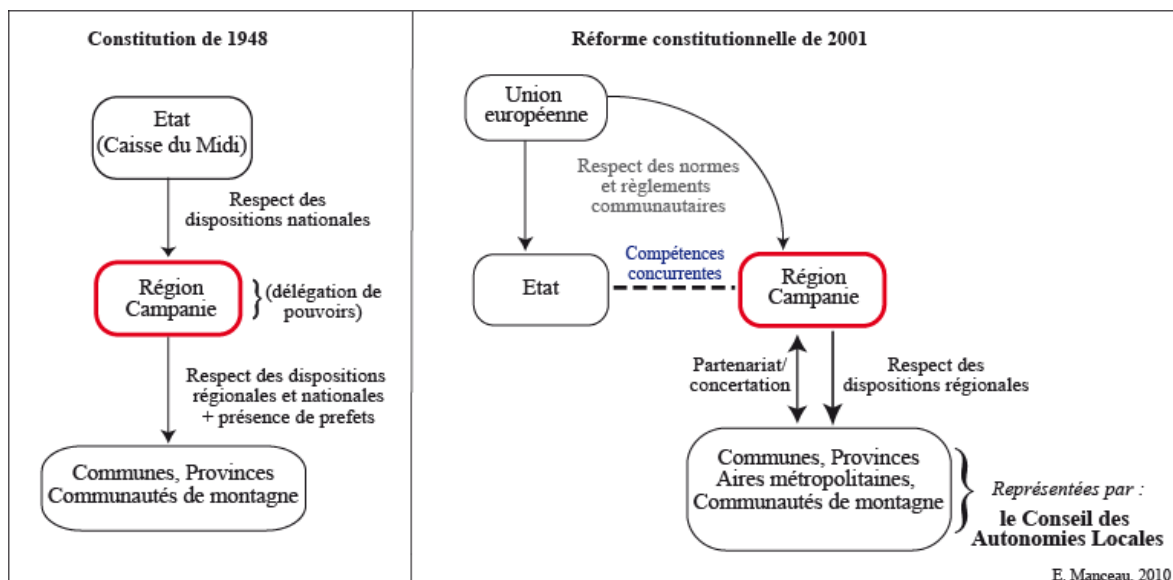 Constitution de 1948
Etat
(Caisse du Midi)
Respect des
dispositions nationales
Région
Campanie
(délégation de
pouvoirs)
Respect des dispositions
régionales et nationales
+ présence de prefets
Communes, Provinces
Communautés de montagne
Réforme constitutionnelle de 2001
Union
européenne
Respect des normes
et règlements
communautaires
Etat
Compétences
concurrentes
Région
Campanie
Partenariat/
concertation
Respect des
dispositions régionales
Communes, Provinces
Aires métropolitaines,
Communautés de montagne
Représentées par :
le Conseil des
Autonomies Locales
E. Manceau, 2010